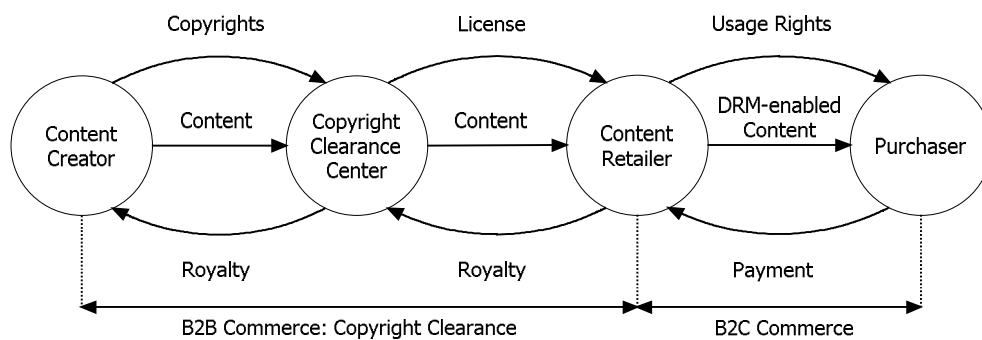 Copyrights
License
Usage Rights
Content
Creator
Content
Copyright
Clearance
Center
Content
Content
Retailer
DRM-enabled
Content
Purchaser
Royalty
Royalty
Payment
B2B Commerce: Copyright Clearance
B2C Commerce